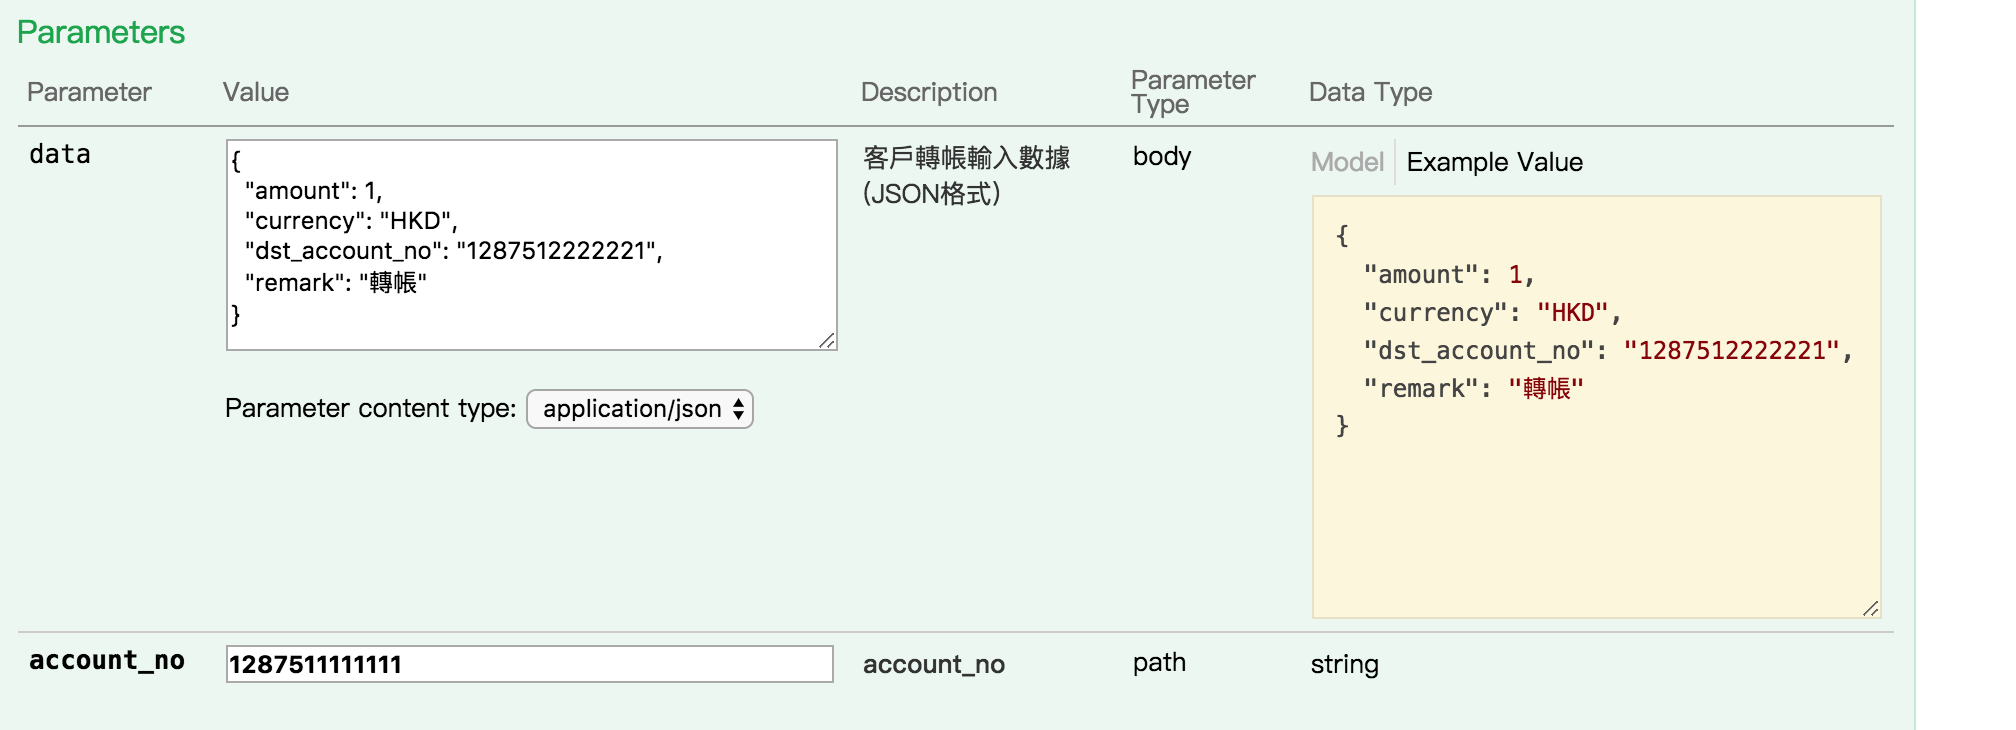 Parameters
Parameter Value Description Parameter Type Data Type
data
{
"amount": 1,
"currency": "HKD",
"dst_account_no": "1287512222221",
"remark": "轉帳"
}
Parameter content type: application/json
客戶轉帳輸入數據
(JSON格式)
body
Model Example Value
{
"amount": 1,
"currency": "HKD",
"dst_account_no": "1287512222221",
"remark": "轉帳"
}
account_no 1287511111111 account_no path string